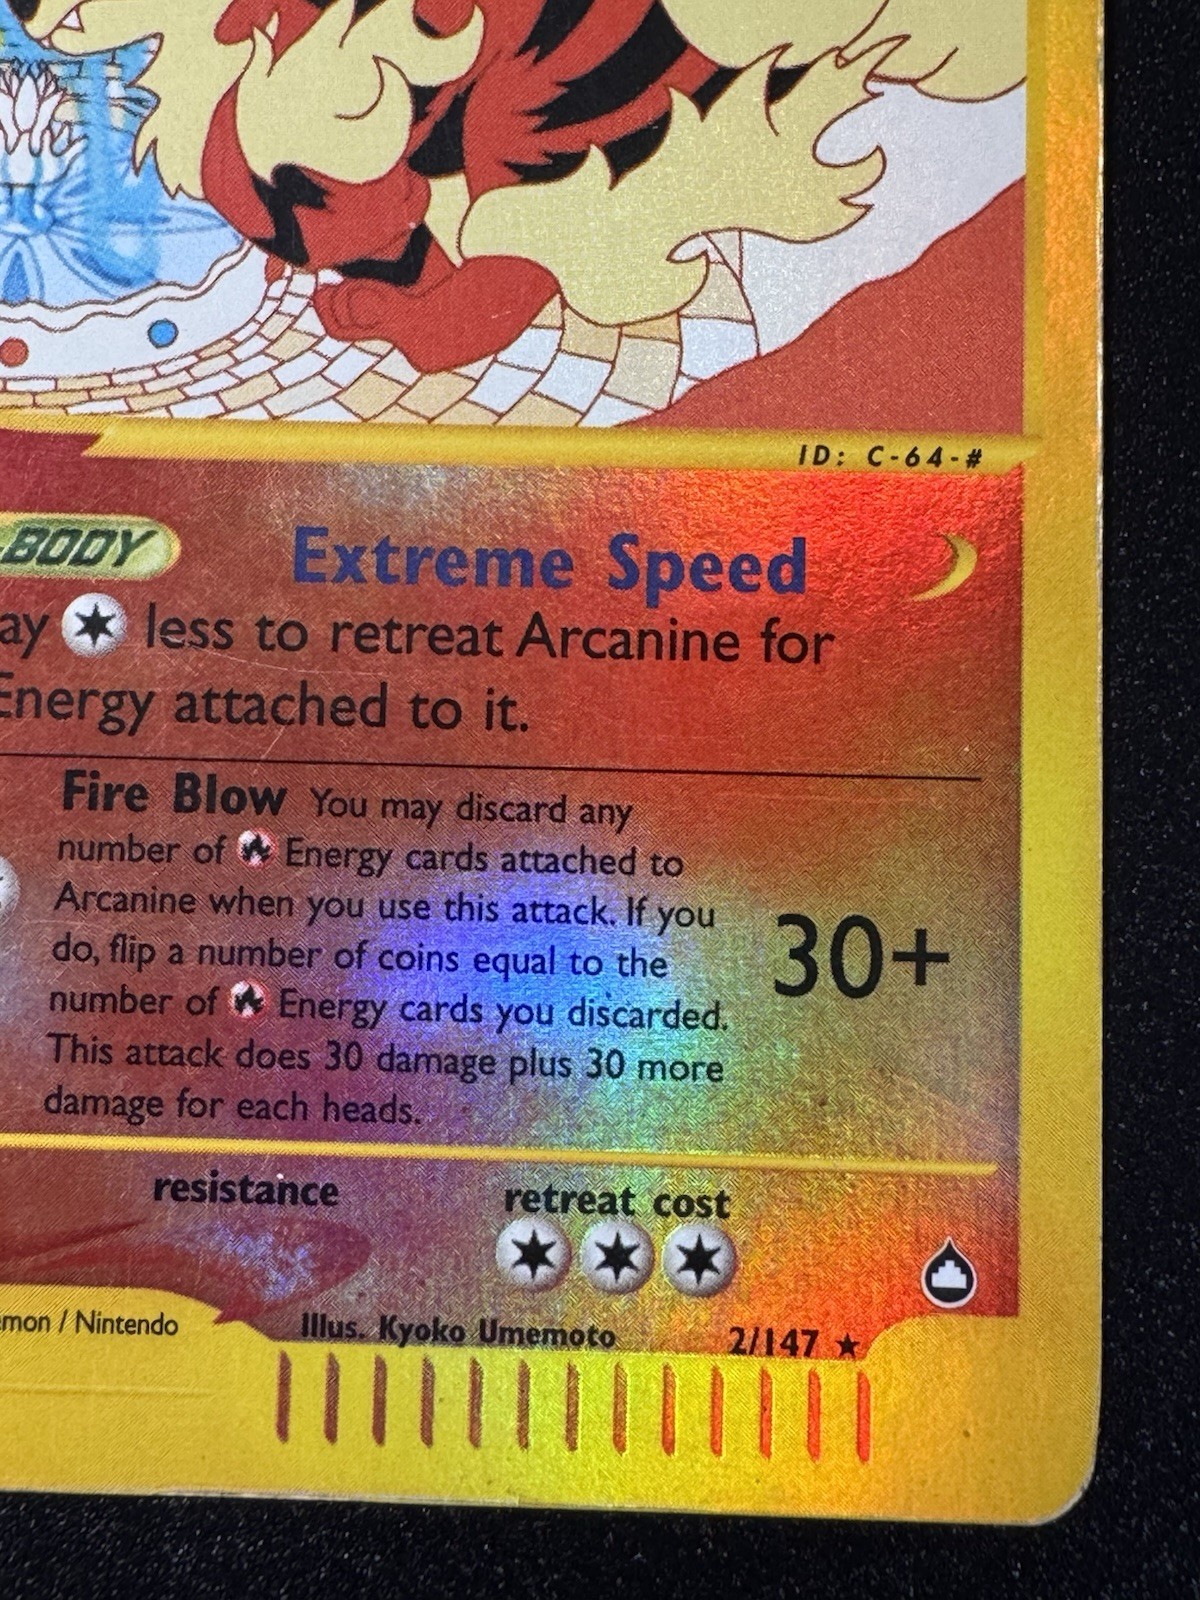 ID: C-64-#
BODY Extreme Speed
ay less to retreat Arcanine for
Energy attached to it.
Fire Blow You may discard any
number of Energy cards attached to
Arcanine when you use this attack. If you
do, flip a number of coins equal to the
number of Energy cards you discarded.
This attack does 30 damage plus 30 more
damage for each heads.
30+
resistance retreat cost
mon / Nintendo Illus. Kyoko Umemoto 2/147 ★